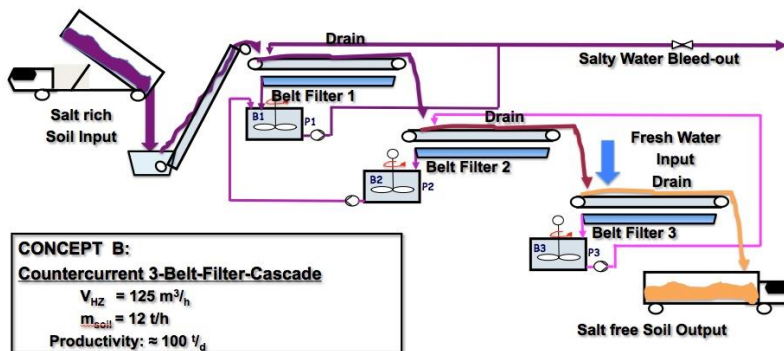 Drain
Salty Water Bleed-out
Salt rich
Soil Input
Belt Filter 1
B1
P1
Drain
Fresh Water
Input
Drain
Belt Filter 2
B2
P2
Belt Filter 3
B3
P3
CONCEPT B:
Countercurrent 3-Belt-Filter-Cascade
VHZ = 125 m³/h
msoil = 12 t/h
Productivity: ≈ 100 t/d
Salt free Soil Output